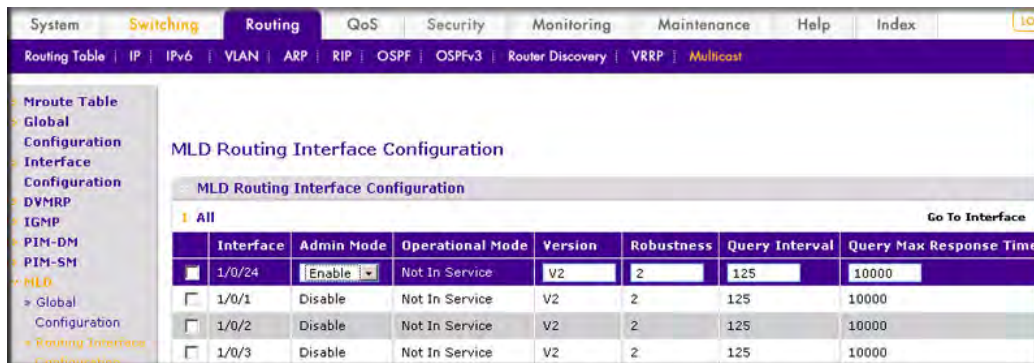 System Switching Routing QoS Security Monitoring Maintenance Help Index
Routing Table IP IPv6 VLAN ARP RIP OSPF OSPFv3 Router Discovery VRRP Multicast
Mroute Table
Global
Configuration
Interface
Configuration
DVMRP
IGMP
PIM-DM
PIM-SM
MLD
» Global
Configuration
» Routing Interface
MLD Routing Interface Configuration
MLD Routing Interface Configuration
All Go To Interface
Interface Admin Mode Operational Mode Version Robustness Query Interval Query Max Response Time
1/0/24 Enable Not In Service V2 2 125 10000
1/0/1 Disable Not In Service V2 2 125 10000
1/0/2 Disable Not In Service V2 2 125 10000
1/0/3 Disable Not In Service V2 2 125 10000